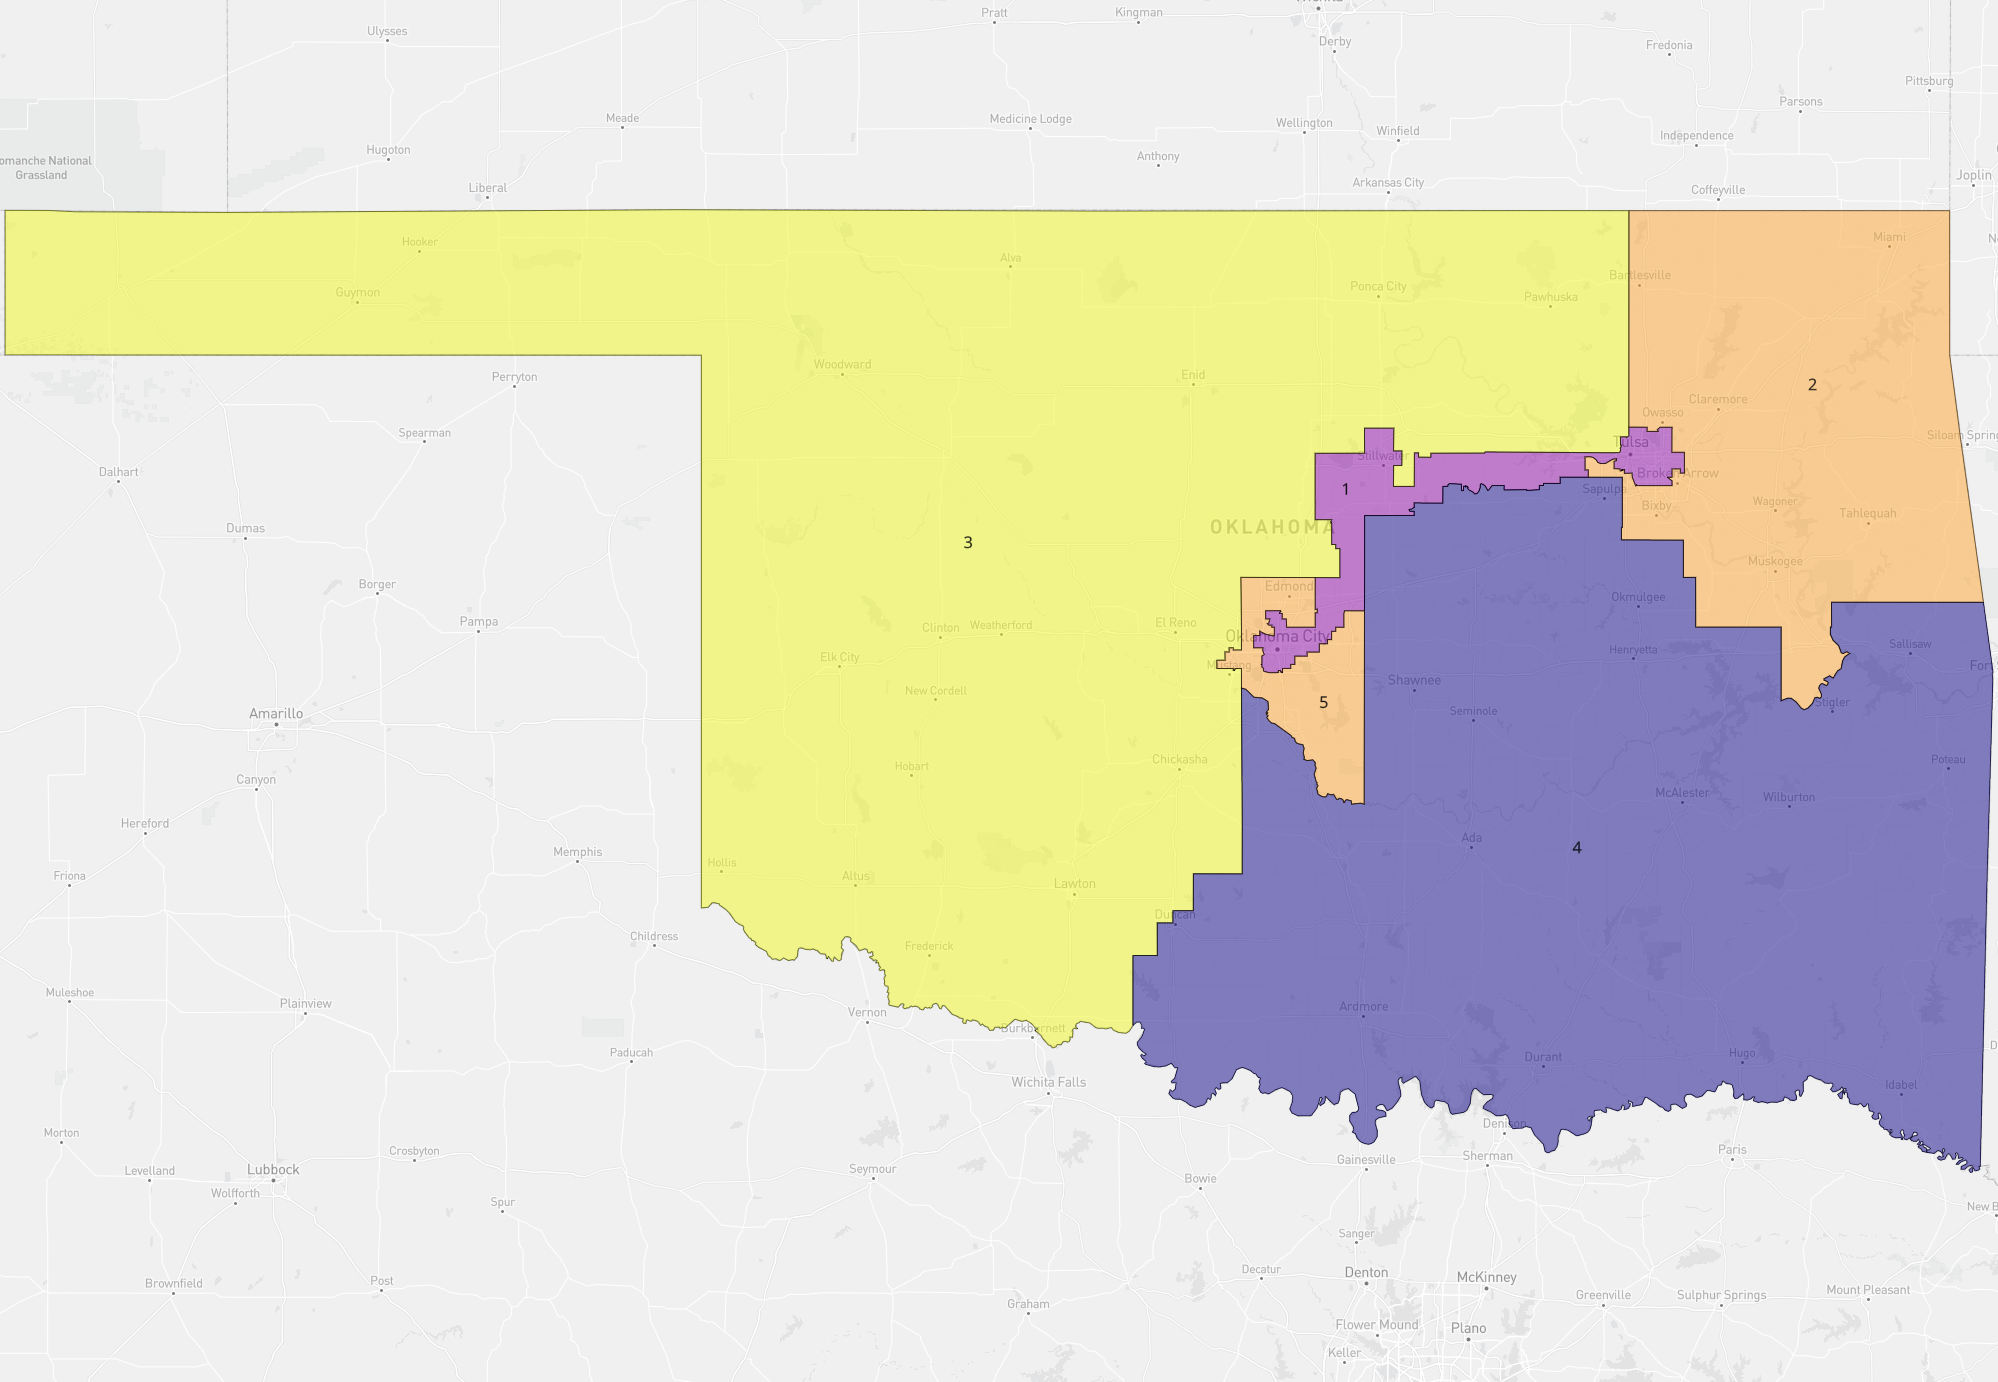 Wichita
Pratt
Kingman
Ulysses
Derby
Fredonia
Pittsburg
Parsons
Meade
Medicine Lodge
Wellington
Winfield
Independence
Hugoton
Anthony
omanche National
Grassland
Joplin
Liberal
Arkansas City
Coffeyville
Hooker
Miami
Alva
Bartlesville
Guymon
Ponca City
Pawhuska
Woodward
Enid
Perryton
2
Claremore
Owasso
Spearman
Siloam Spring
Tulsa
Stillwater
Dalhart
Broken Arrow
1
Sapulpa
Wagoner
Bixby
Tahlequah
Dumas
OKLAHOMA
3
Muskogee
Borger
Edmond
Okmulgee
Pampa
El Reno
Clinton
Weatherford
Oklahoma City
Sallisaw
Henryetta
Elk City
Mustang
For
Shawnee
New Cordell
5
Stigler
Seminole
Amarillo
Chickasha
Poteau
Hobart
Canyon
McAlester
Wilburton
Hereford
Ada
4
Memphis
Hollis
Friona
Altus
Lawton
Duncan
Childress
Frederick
Muleshoe
Plainview
Ardmore
Vernon
Burkburnett
Paducah
Durant
Hugo
Wichita Falls
Idabel
Denison
Morton
Crosbyton
Paris
Sherman
Gainesville
Levelland
Lubbock
Seymour
Bowie
Wolfforth
Spur
New B
Sanger
Decatur
Denton
McKinney
Post
Brownfield
Mount Pleasant
Greenville
Sulphur Springs
Graham
Flower Mound
Plano
Keller